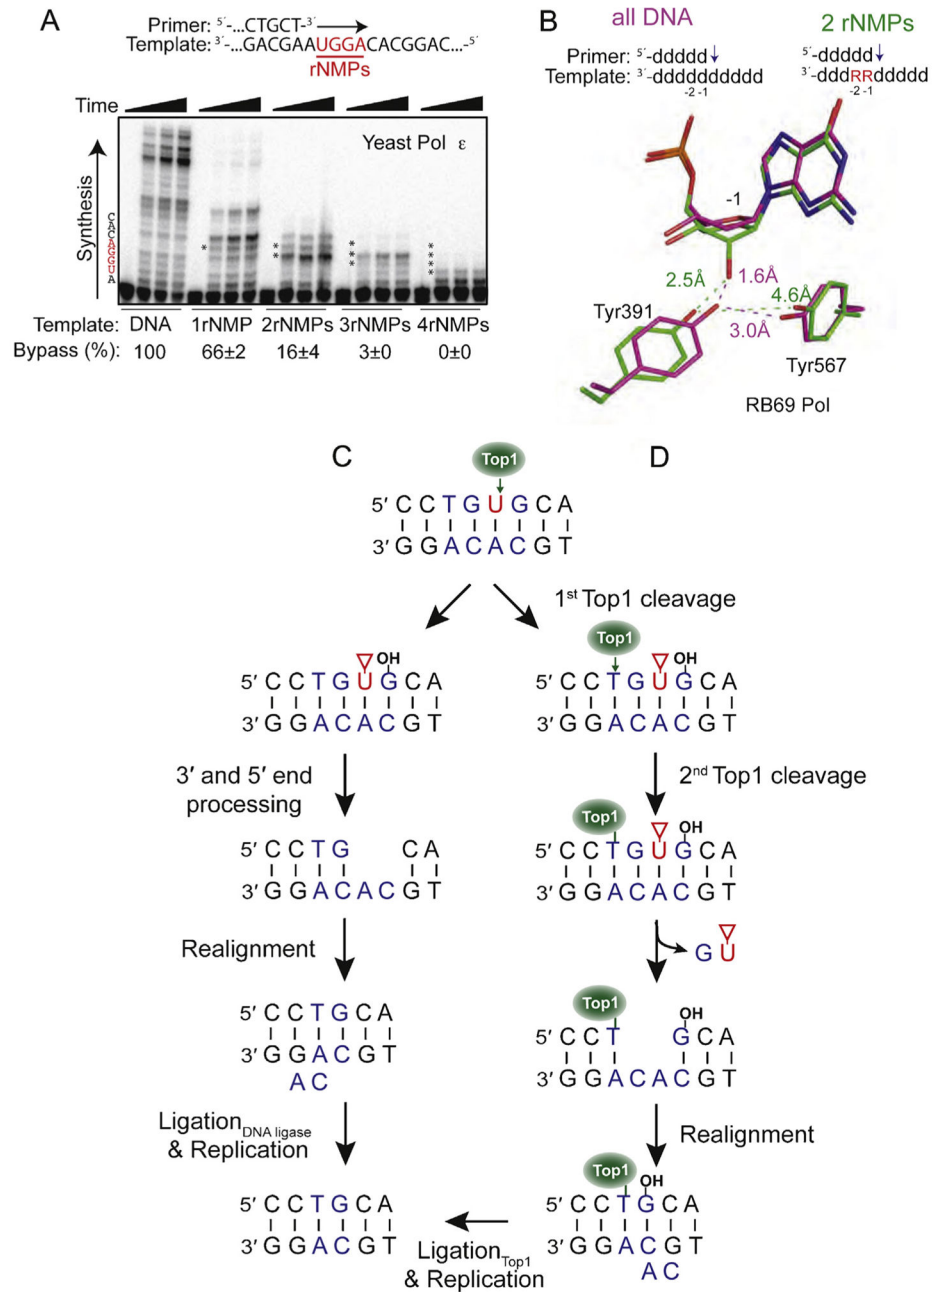 A
Primer: 5´-...CTGCT-3´
Template: 3´-...GACGAAUGGACACGGAC...-5´
rNMPs
Time
Yeast Pol ε
Synthesis
CACAGGUA
* * * * * * * * * *
Template: DNA 1rNMP 2rNMPs 3rNMPs 4rNMPs
Bypass (%): 100 66±2 16±4 3±0 0±0
B
all DNA
2 rNMPs
Primer: 5´-ddddd↓
Template: 3´-dddddddddd
-2 -1
5´-ddddd↓
3´-dddRRddddd
-2 -1
-1
2.5Å
1.6Å
4.6Å
3.0Å
Tyr391
Tyr567
RB69 Pol
C
D
Top1
5′ C C T G U G C A
3′ G G A C A C G T
1st Top1 cleavage
Top1
OH
5′ C C T G U G C A
3′ G G A C A C G T
OH
5′ C C T G U G C A
3′ G G A C A C G T
3′ and 5′ end
processing
2nd Top1 cleavage
5′ C C T G C A
3′ G G A C A C G T
Top1
OH
5′ C C T G U G C A
3′ G G A C A C G T
G U
Realignment
5′ C C T G C A
3′ G G A C G T
A C
Top1
OH
5′ C C T G C A
3′ G G A C A C G T
Ligation DNA ligase
& Replication
Realignment
5′ C C T G C A
3′ G G A C G T
Ligation Top1
& Replication
Top1
OH
5′ C C T G C A
3′ G G A C G T
A C